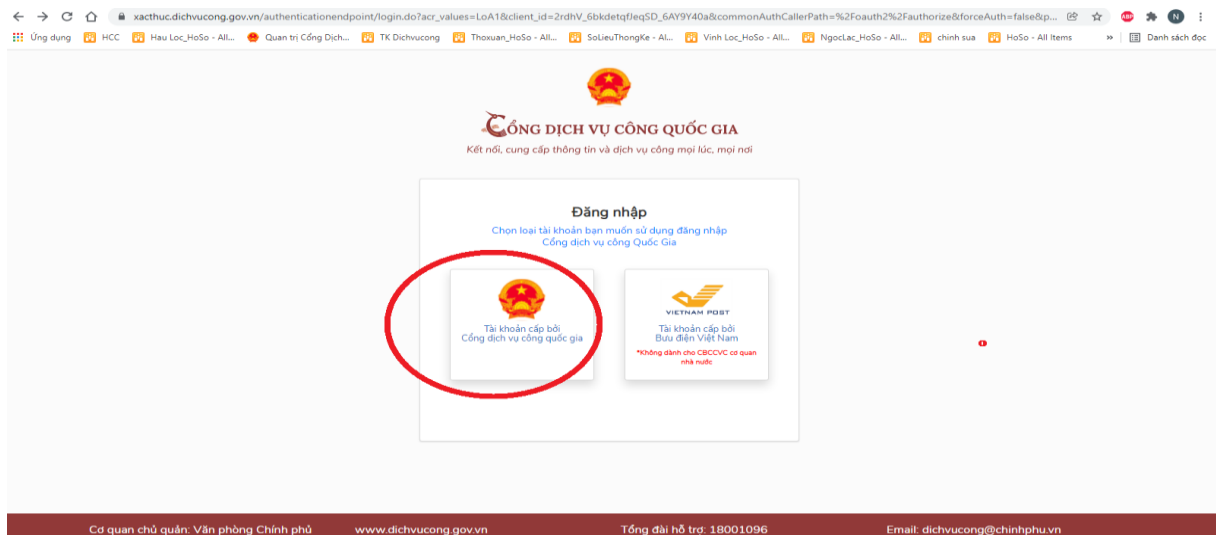 xacthuc.dichvucong.gov.vn/authenticationendpoint/login.do?acr_values=LoA1&client_id=2rdhV_6bkdetqfJeqSD_6AY9Y40a&commonAuthCallerPath=%2Foauth2%2Fauthorize&forceAuth=false&p...
Ứng dụng HCC Hau Loc_HoSo - All... Quan trị Cổng Dịch... TK Dichvucong Thoxuan_HoSo - All... SoLieuThongKe - Al... Vinh Loc_HoSo - All... NgocLac_HoSo - All... chinh sua HoSo - All Items » Danh sách đọc
CỔNG DỊCH VỤ CÔNG QUỐC GIA
Kết nối, cung cấp thông tin và dịch vụ công mọi lúc, mọi nơi
Đăng nhập
Chọn loại tài khoản bạn muốn sử dụng đăng nhập
Cổng dịch vụ công Quốc Gia
Tài khoản cấp bởi
Cổng dịch vụ công quốc gia
VIETNAM POST
Tài khoản cấp bởi
Bưu điện Việt Nam
*Không dành cho CBCCVC cơ quan
nhà nước
Cơ quan chủ quản: Văn phòng Chính phủ www.dichvucong.gov.vn Tổng đài hỗ trợ: 18001096 Email: dichvucong@chinhphu.vn